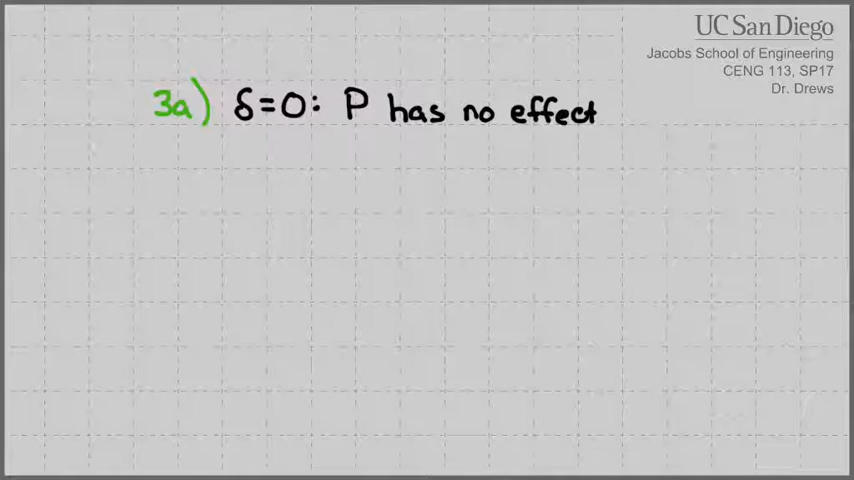 UC San Diego
Jacobs School of Engineering
CENG 113, SP17
Dr. Drews
3a) δ=0: P has no effect